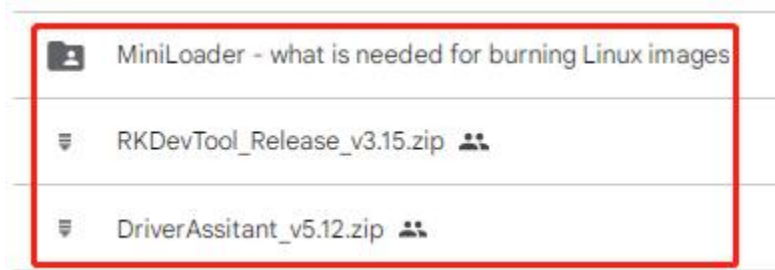 MiniLoader - what is needed for burning Linux images
RKDevTool_Release_v3.15.zip
DriverAssitant_v5.12.zip